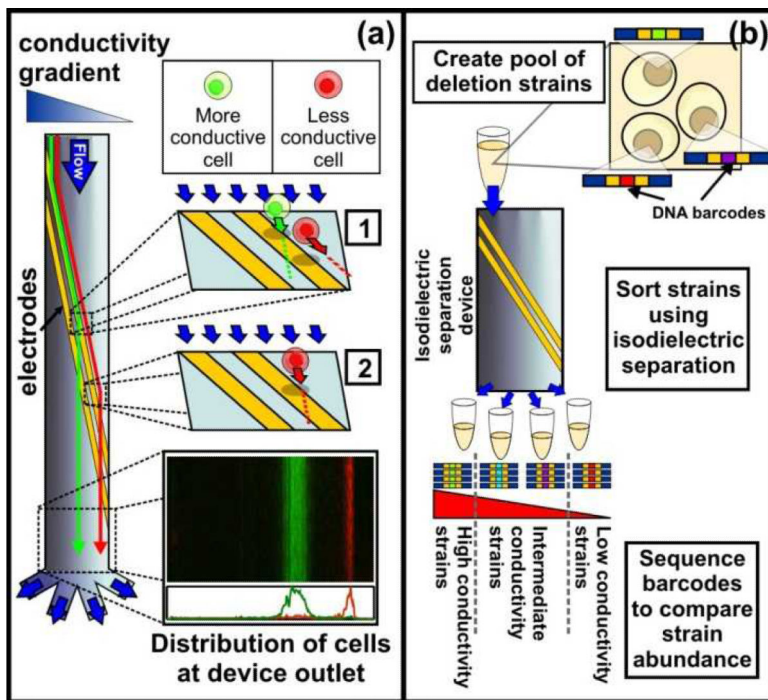 (a)
conductivity
gradient
Flow
More
conductive
cell
Less
conductive
cell
1
electrodes
2
Distribution of cells
at device outlet
(b)
Create pool of
deletion strains
DNA barcodes
Isodielectric
separation
device
Sort strains
using
isodielectric
separation
High conductivity
strains
Intermediate
conductivity
strains
Low conductivity
strains
Sequence
barcodes
to compare
strain
abundance